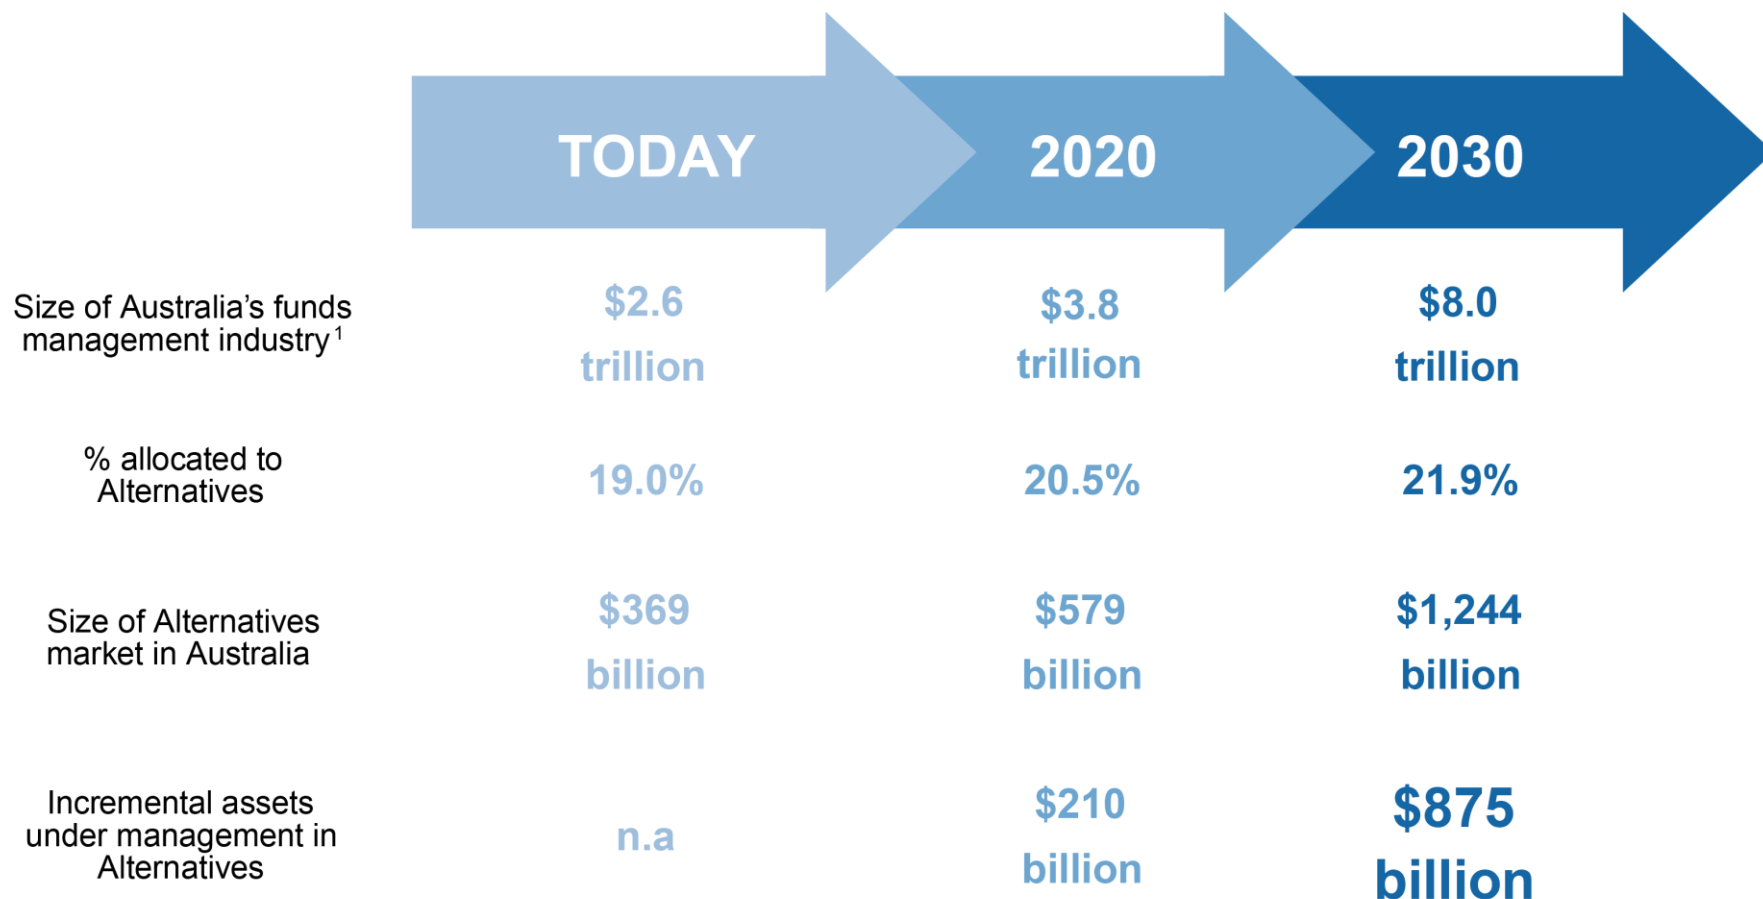 TODAY
2020
2030
Size of Australia's funds
management industry 1
$2.6
trillion
$3.8
trillion
$8.0
trillion
% allocated to
Alternatives
19.0%
20.5%
21.9%
Size of Alternatives
market in Australia
$369
billion
$579
billion
$1,244
billion
Incremental assets
under management in
Alternatives
n.a
$210
billion
$875
billion